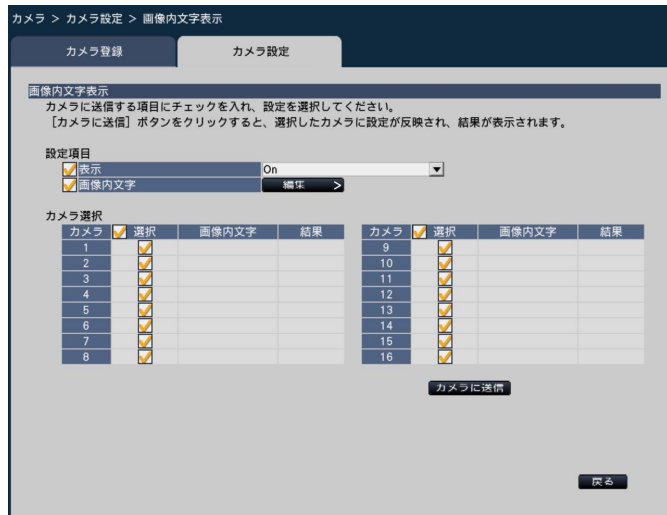 カメラ > カメラ設定 > 画像内文字表示
カメラ登録 カメラ設定
画像内文字表示
カメラに送信する項目にチェックを入れ、設定を選択してください。
［カメラに送信］ボタンをクリックすると、選択したカメラに設定が反映され、結果が表示されます。
設定項目
表示 On
画像内文字 編集 >
カメラ選択
カメラ 選択 画像内文字 結果 カメラ 選択 画像内文字 結果
1 9
2 10
3 11
4 12
5 13
6 14
7 15
8 16
カメラに送信
戻る